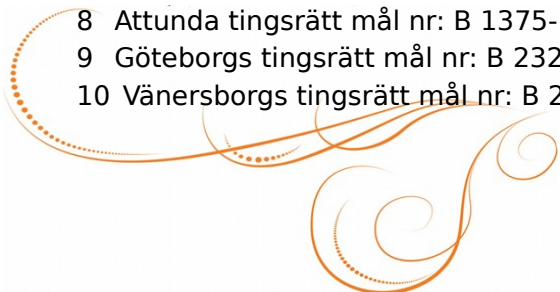 8 Attunda tingsrätt mål nr: B 1375-
9 Göteborgs tingsrätt mål nr: B 232
10 Vänersborgs tingsrätt mål nr: B 2